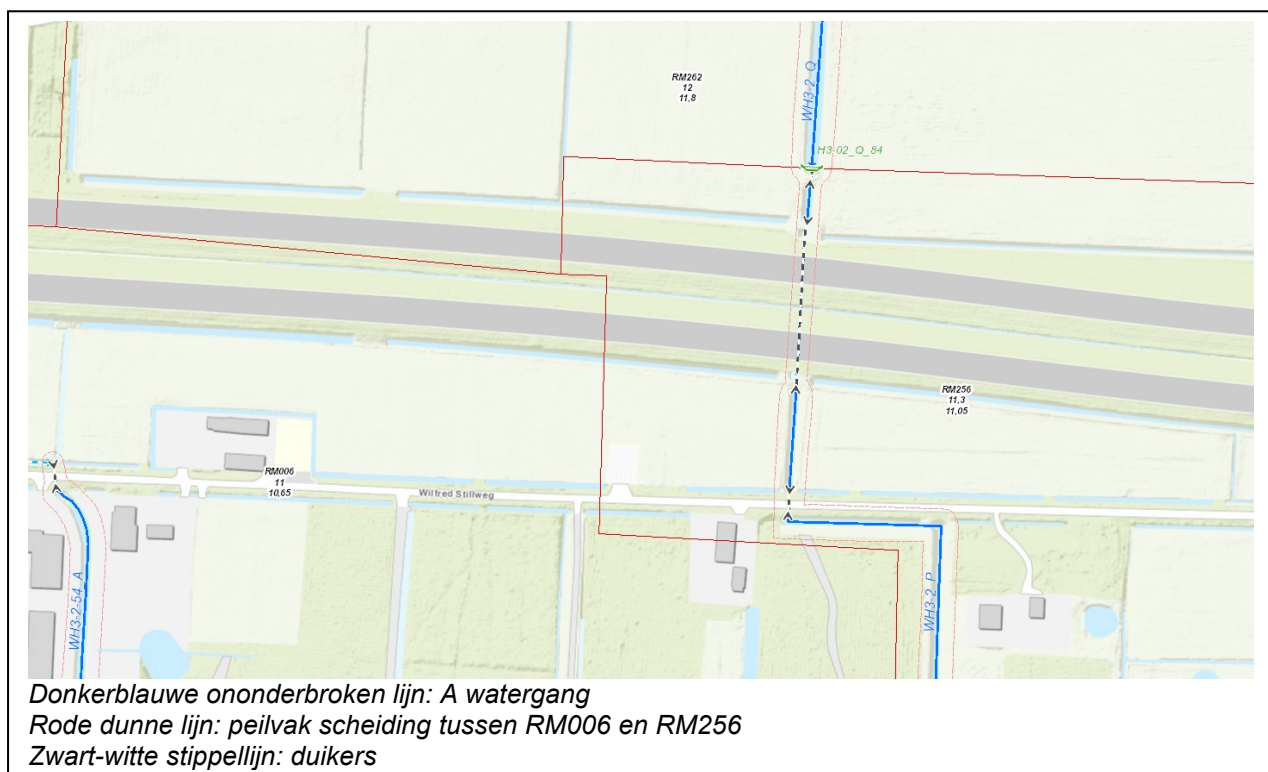 RM262
12
11,8
WH3-2_Q
H3-02_Q_84
RM256
11,3
11,05
RM006
11
10,65
Wilfred Stillweg
WH3-2-54_A
WH3-2_P
Donkerblauwe ononderbroken lijn: A watergang
Rode dunne lijn: peilvak scheiding tussen RM006 en RM256
Zwart-witte stippellijn: duikers